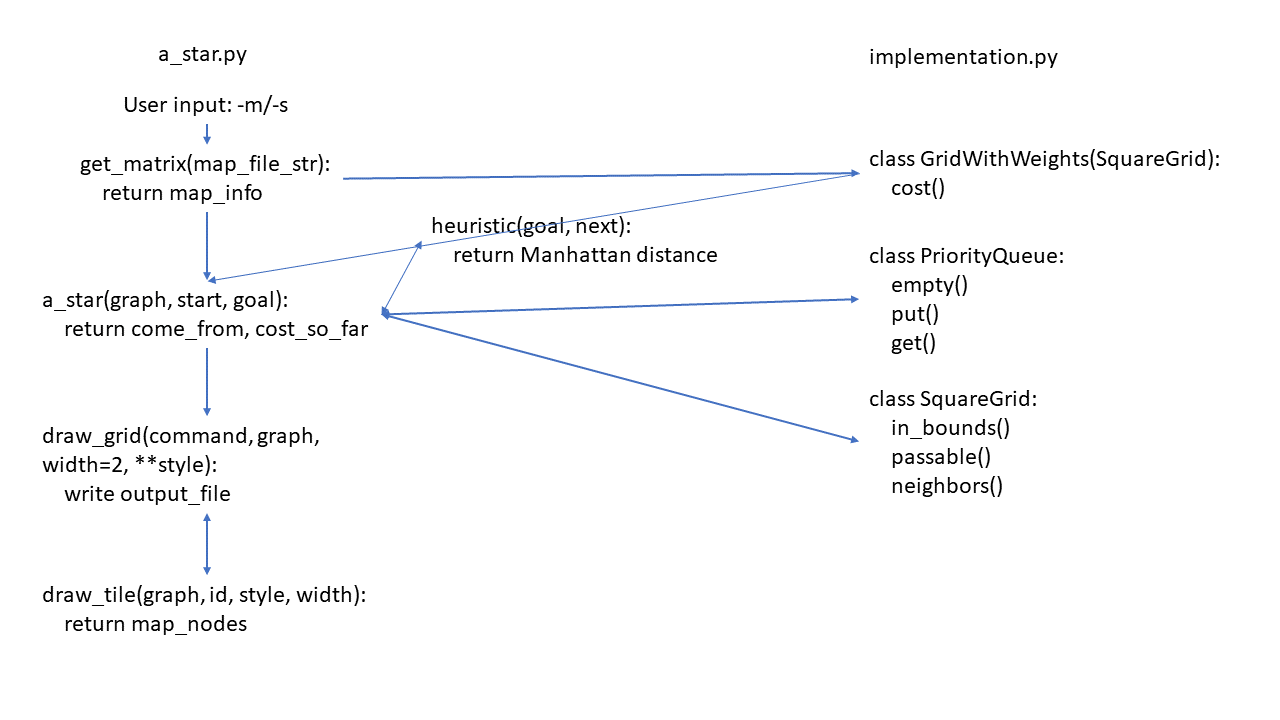 a_star.py
User input: -m/-s
get_matrix(map_file_str):
return map_info
heuristic(goal, next):
return Manhattan distance
a_star(graph, start, goal):
return come_from, cost_so_far
draw_grid(command, graph,
width=2, **style):
write output_file
draw_tile(graph, id, style, width):
return map_nodes
implementation.py
class GridWithWeights(SquareGrid):
cost()
class PriorityQueue:
empty()
put()
get()
class SquareGrid:
in_bounds()
passable()
neighbors()